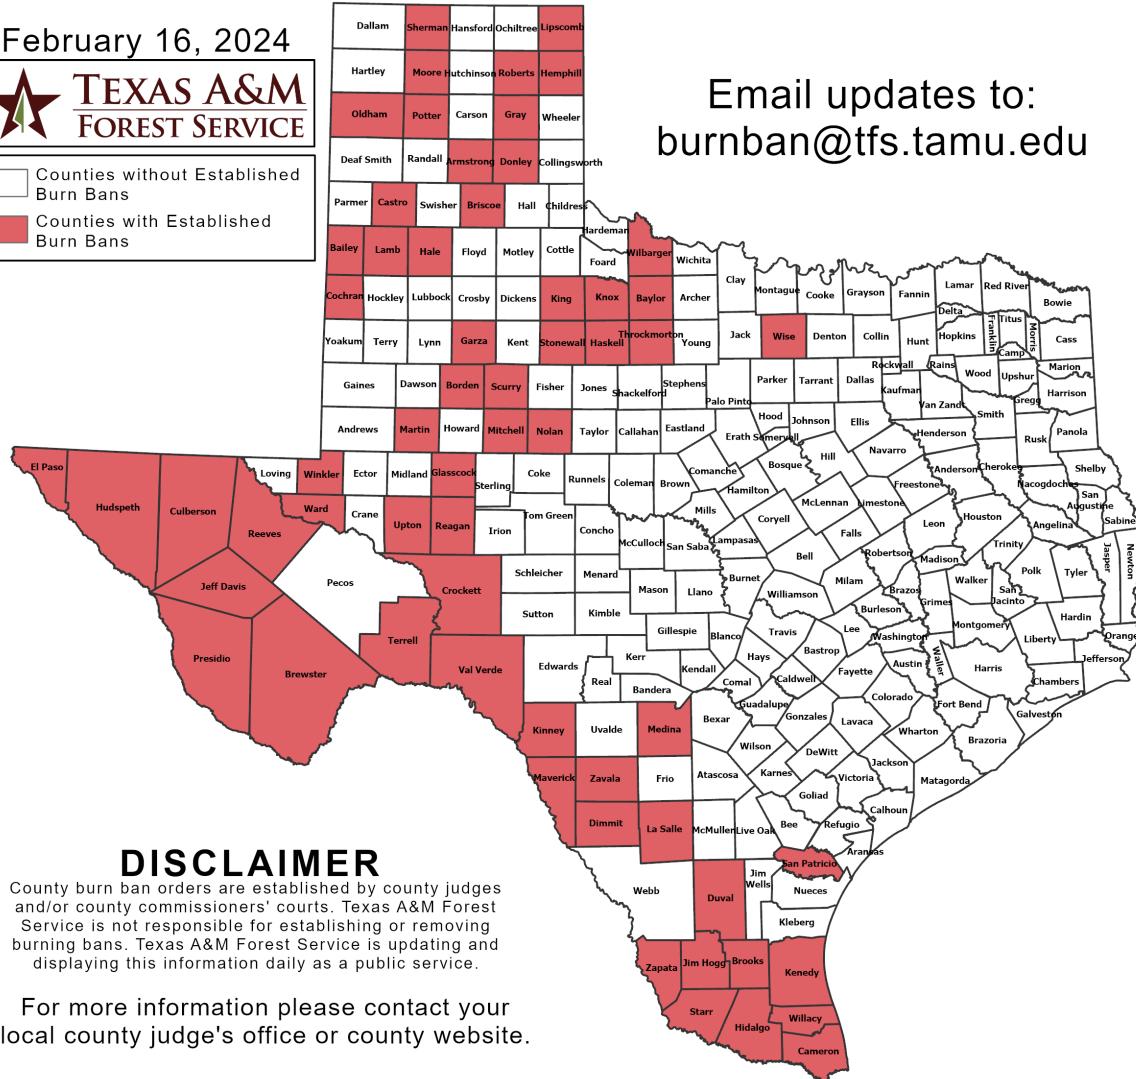 February 16, 2024
TEXAS A&M
FOREST SERVICE
Counties without Established
Burn Bans
Counties with Established
Burn Bans
Email updates to:
burnban@tfs.tamu.edu
Dallam Sherman Hansford Ochiltree Lipscomb
Hartley Moore Hutchinson Roberts Hemphill
Oldham Potter Carson Gray Wheeler
Deaf Smith Randall Armstrong Donley Collingsworth
Parmer Castro Swisher Briscoe Hall Childress
Hardeman
Bailey Lamb Hale Floyd Motley Cottle Foard Wilbarger Wichita
Clay Montague Cooke Grayson Fannin Lamar Red River Bowie
Cochran Hockley Lubbock Crosby Dickens King Knox Baylor Archer
Delta Titus Franklin Morris
Yoakum Terry Lynn Garza Kent Stonewall Haskell Throckmorton Young Jack Wise Denton Collin Hunt Hopkins Cass
Camp
Rockwall Rains Wood Upshur Marion
Gaines Dawson Borden Scurry Fisher Jones Shackelford Stephens Palo Pinto Parker Tarrant Dallas Kaufman Van Zandt Smith Gregg Harrison
Andrews Martin Howard Mitchell Nolan Taylor Callahan Eastland Erath Hood Somervell Johnson Ellis Henderson Rusk Panola
El Paso Hudspeth Culberson Reeves Loving Winkler Ector Midland Glasscock Sterling Coke Runnels Coleman Brown Comanche Bosque Hill Navarro Anderson Cherokee Nacogdoches Shelby
Ward Crane Upton Reagan Irion Tom Green Concho McCulloch San Saba Mills Hamilton Lampasas Coryell McLennan Limestone Freestone Falls Leon Houston Angelina San
Augustine Sabine
Jeff Davis Pecos Crockett Schleicher Menard Mason Llano Burnet Bell Williamson Milam Robertson Brazos Madison Grimes Walker Trinity Polk Tyler Jasper Newton
San
Jacinto
Presidio Brewster Terrell Val Verde Sutton Kimble Gillespie Blanco Travis Lee Burleson Washington Montgomery Liberty Hardin Orange
Edwards Real Kerr Bandera Kendall Comal Hays Caldwell Bastrop Fayette Austin Waller Harris Chambers Jefferson
Kinney Uvalde Medina Bexar Guadalupe Gonzales Lavaca Colorado Wharton Fort Bend Brazoria Galveston
Maverick Zavala Frio Atascosa Wilson Karnes DeWitt Victoria Jackson Matagorda
Dimmit La Salle McMullen Live Oak Bee Goliad Refugio Calhoun Aransas
Webb Duval Jim
Wells San Patricio Nueces
Kleberg
Zapata Jim Hogg Brooks Kenedy
Starr Hidalgo Willacy
Cameron
DISCLAIMER
County burn ban orders are established by county judges
and/or county commissioners' courts. Texas A&M Forest
Service is not responsible for establishing or removing
burning bans. Texas A&M Forest Service is updating and
displaying this information daily as a public service.
For more information please contact your
local county judge's office or county website.